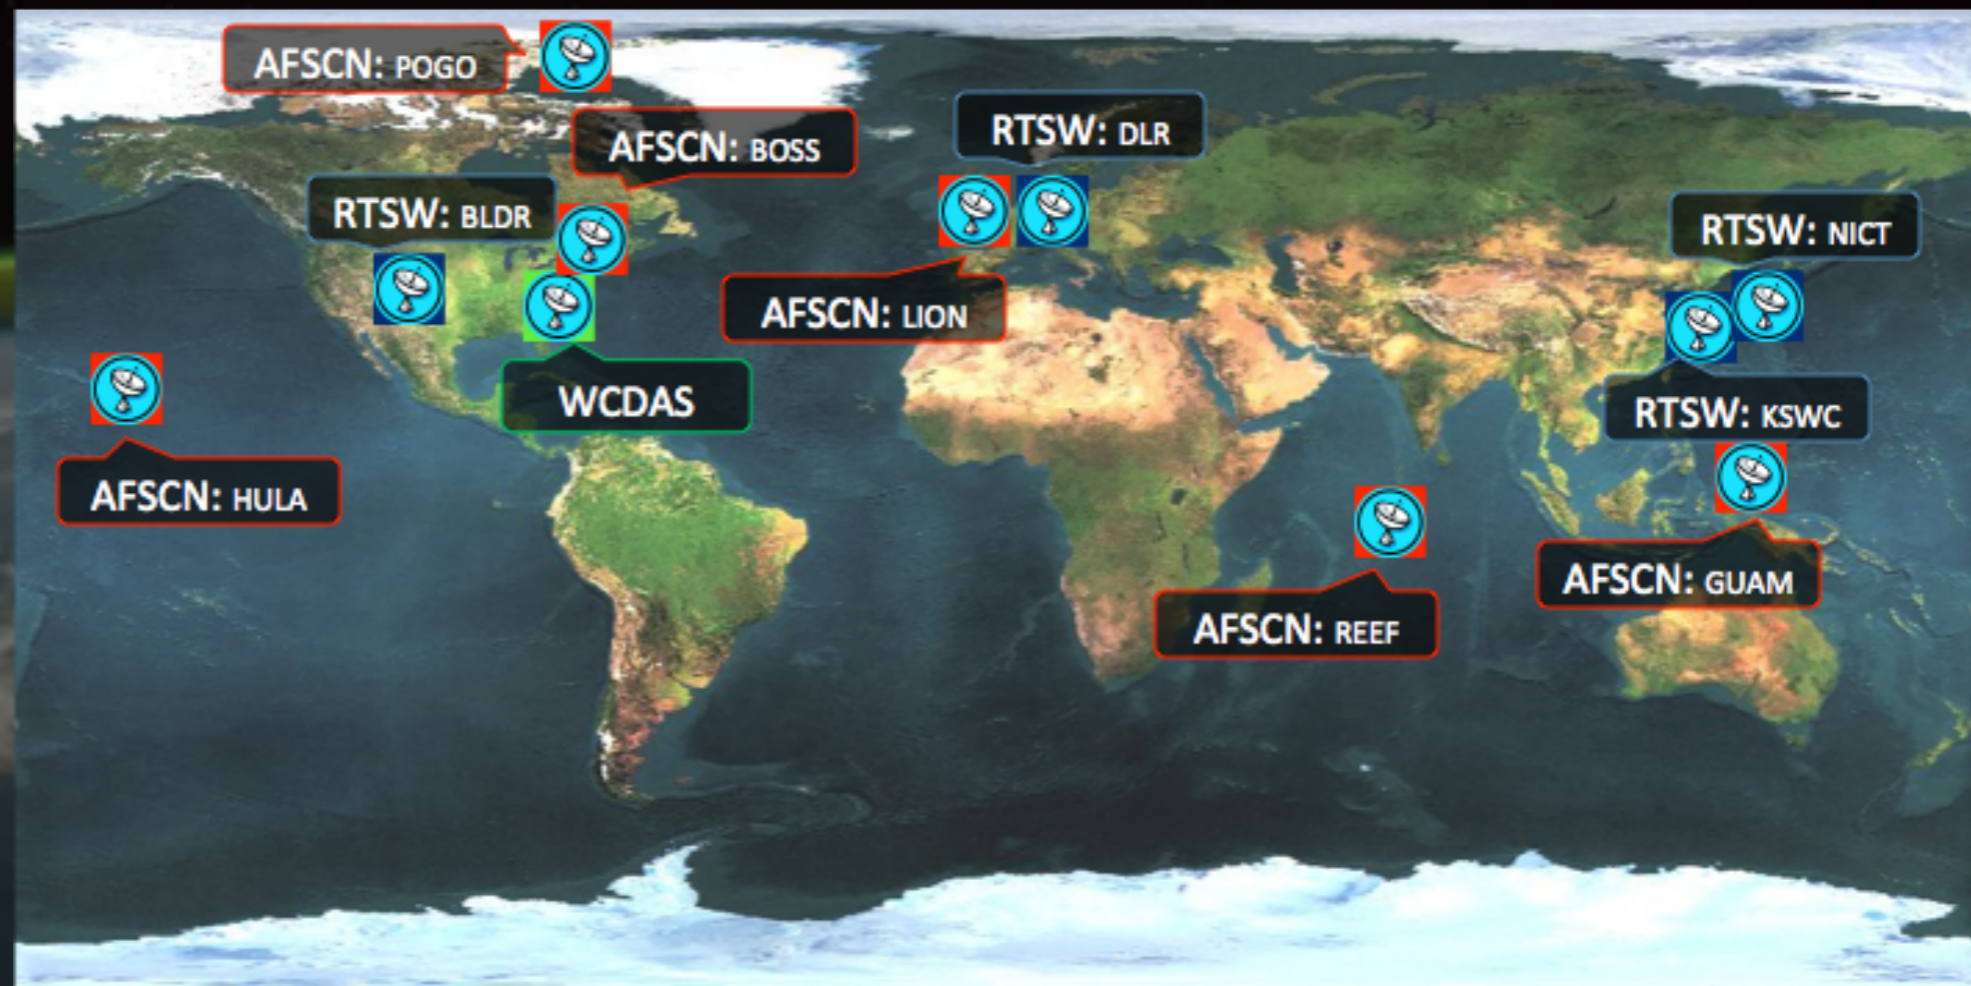 AFSCN: POGO
AFSCN: BOSS
RTSW: DLR
RTSW: BLDR
RTSW: NICT
AFSCN: LION
WCDAS
RTSW: KSWC
AFSCN: HULA
AFSCN: GUAM
AFSCN: REEF